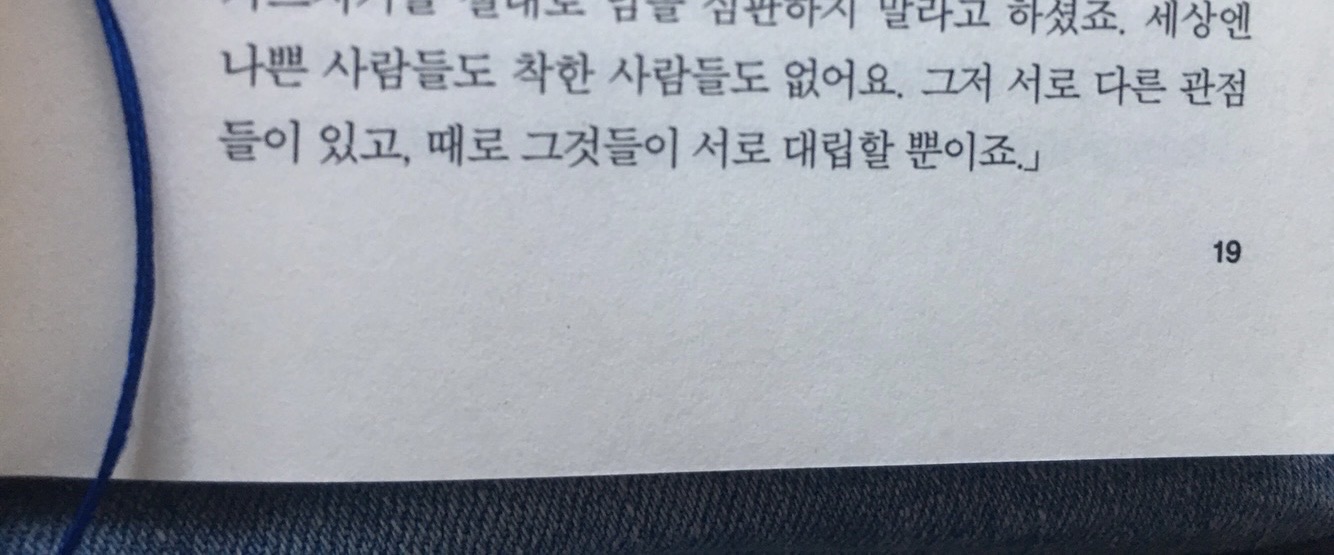 절대로 남을 심판하지 말라고 하셨죠. 세상엔
나쁜 사람들도 착한 사람들도 없어요. 그저 서로 다른 관점
들이 있고, 때로 그것들이 서로 대립할 뿐이죠.」
19